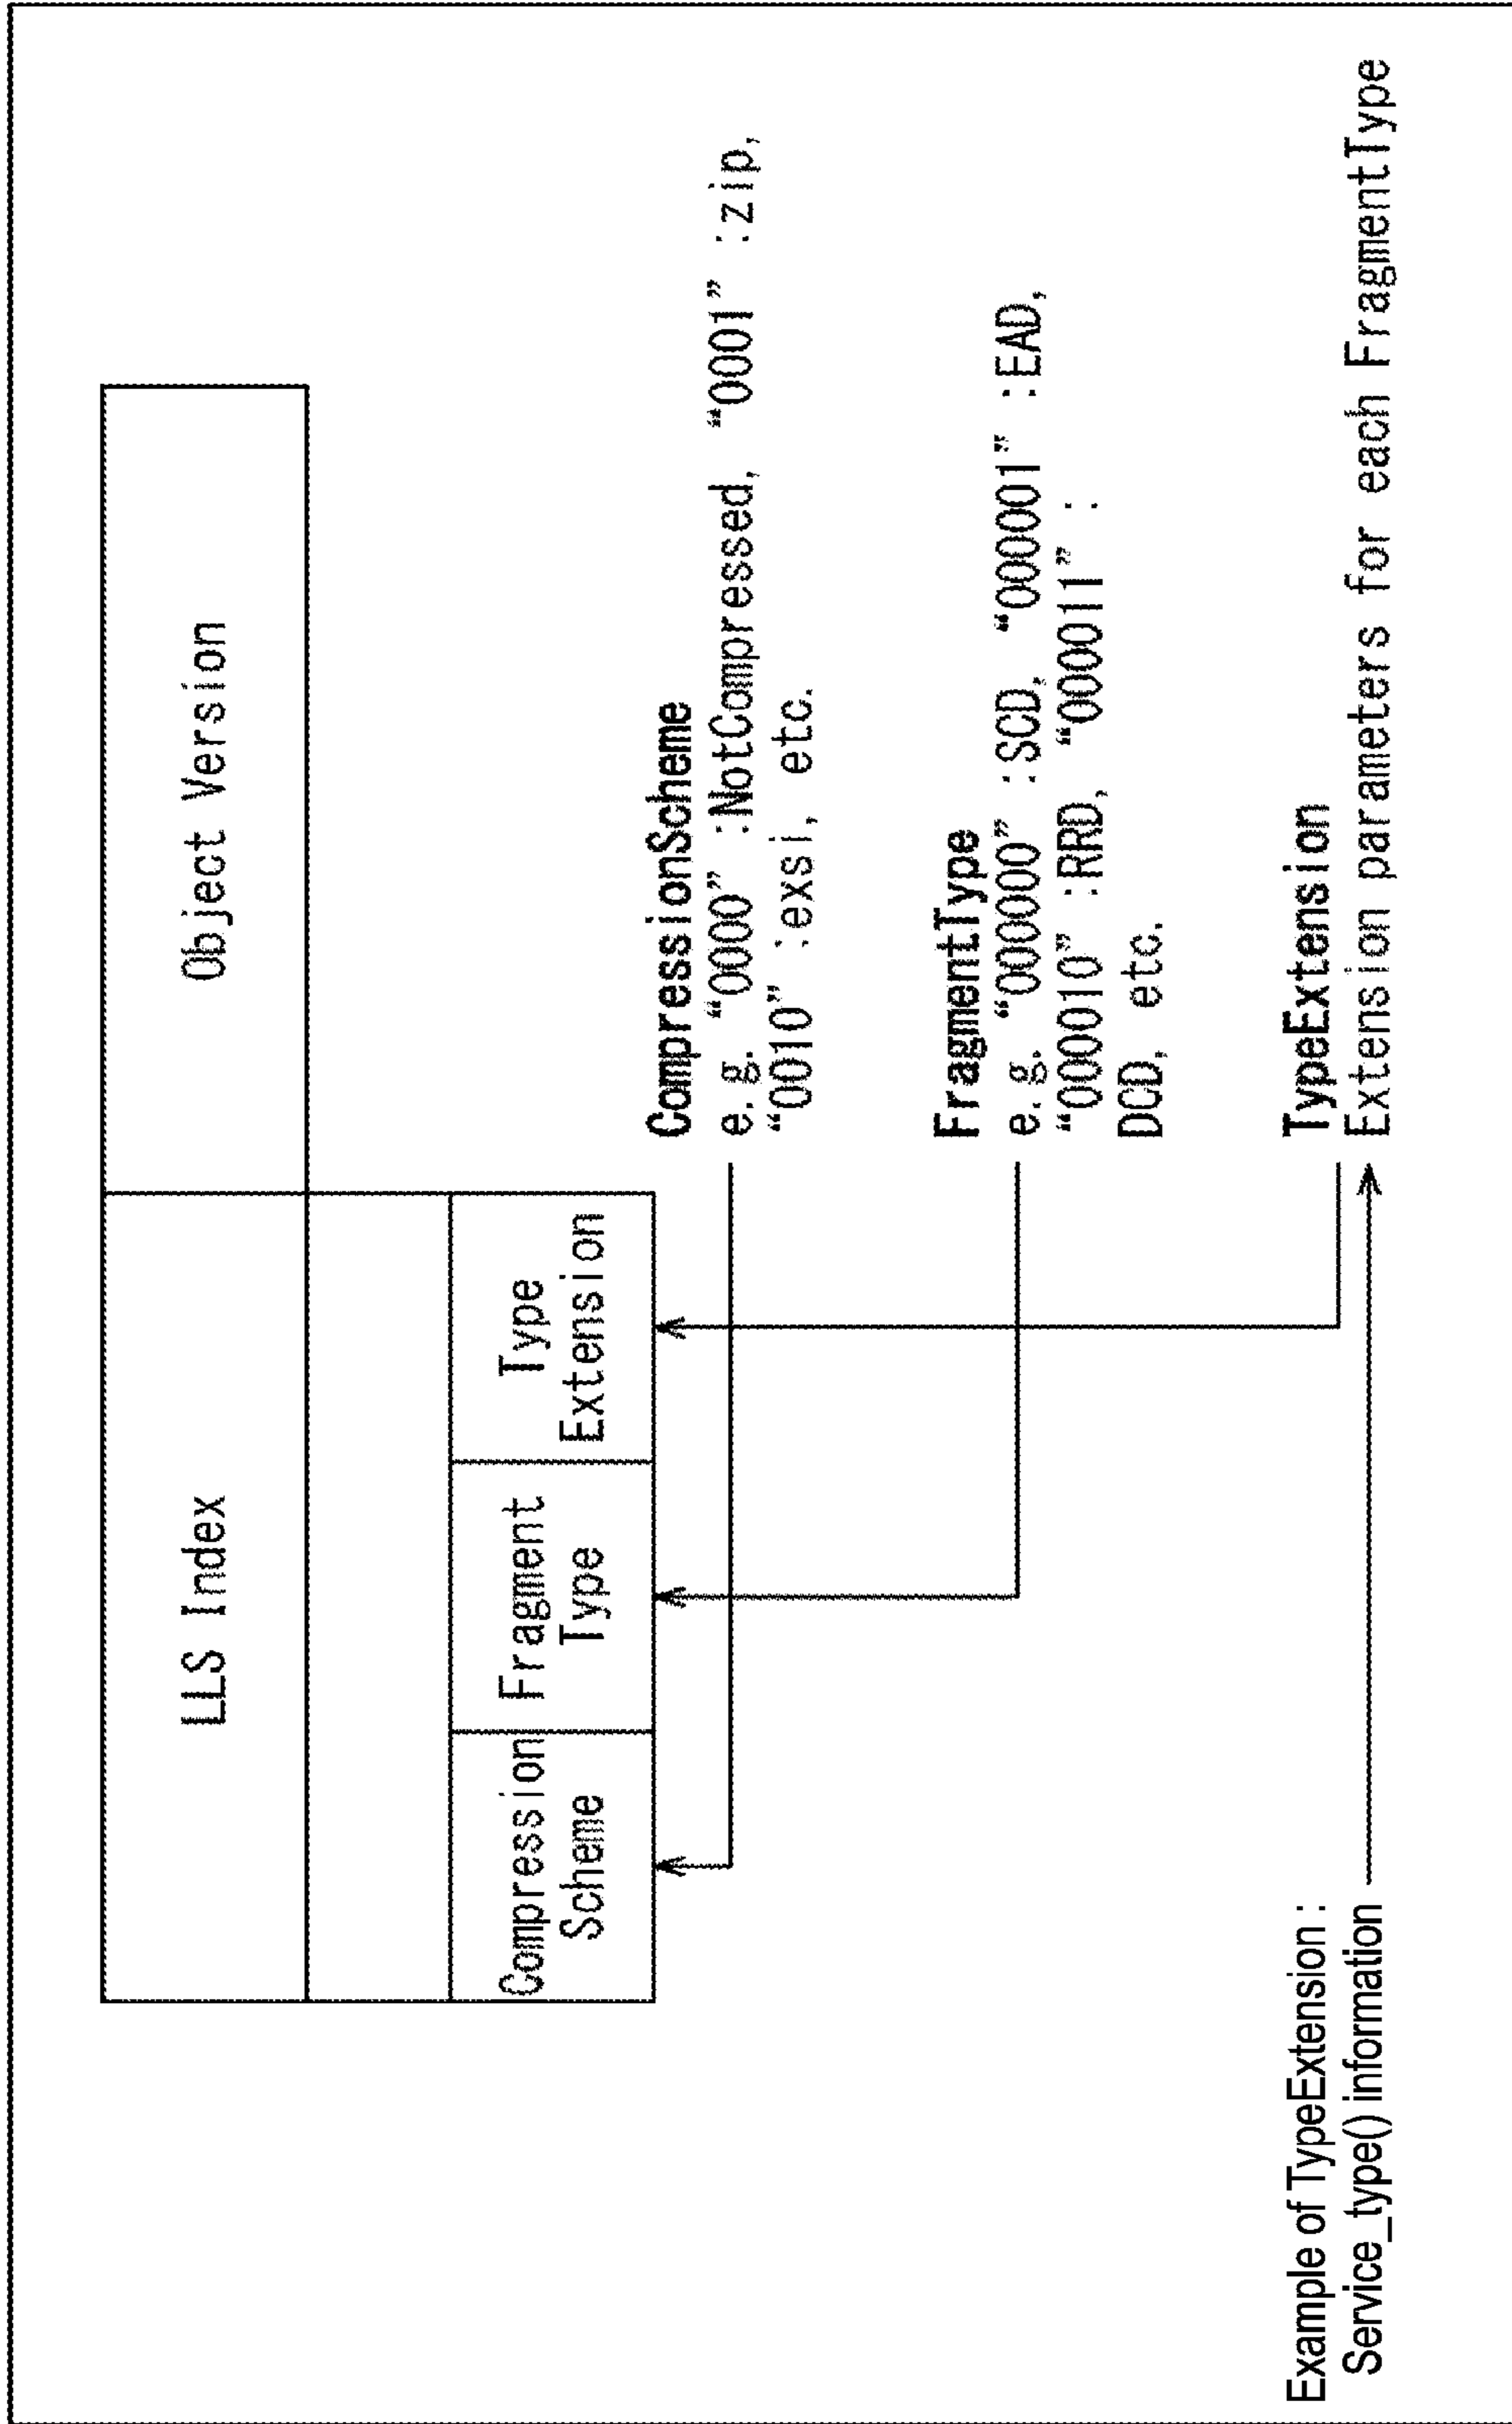 LLS Index
Object Version
Compression
Scheme
Fragment
Type
Type
Extension
CompressionScheme
e.g. “0000” :NotCompressed, “0001” :zip,
“0010” :exsi, etc.
FragmentType
e.g. “000000” :SCD, “000001” :EAD,
“000010” :RRD, “000011” :
DCD, etc.
TypeExtension
Extension parameters for each FragmentType
Example of TypeExtension :
Service_type() information